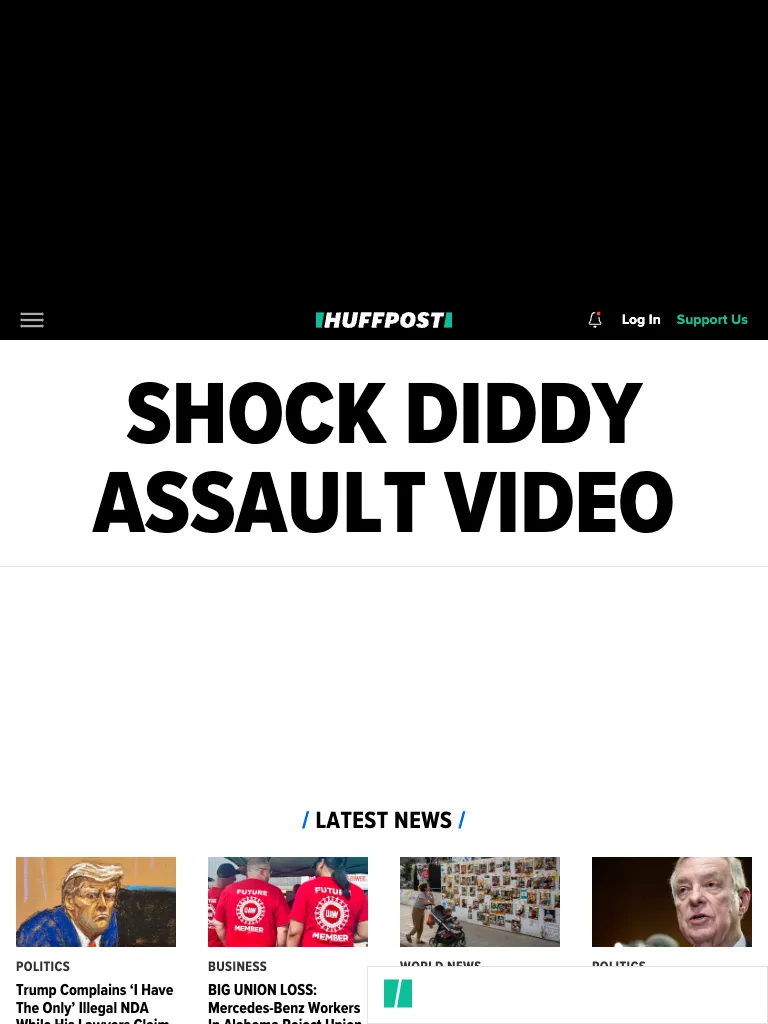 HUFFPOST
Log In
Support Us
SHOCK DIDDY
ASSAULT VIDEO
/ LATEST NEWS /
FUTURE
UAW
MEMBER
UAW
MEMBER
POLITICS
BUSINESS
WORLD NEWS
POLITICS
Trump Complains ‘I Have
The Only’ Illegal NDA
While His Lawyers Claim
BIG UNION LOSS:
Mercedes-Benz Workers
In Alabama Reject Union